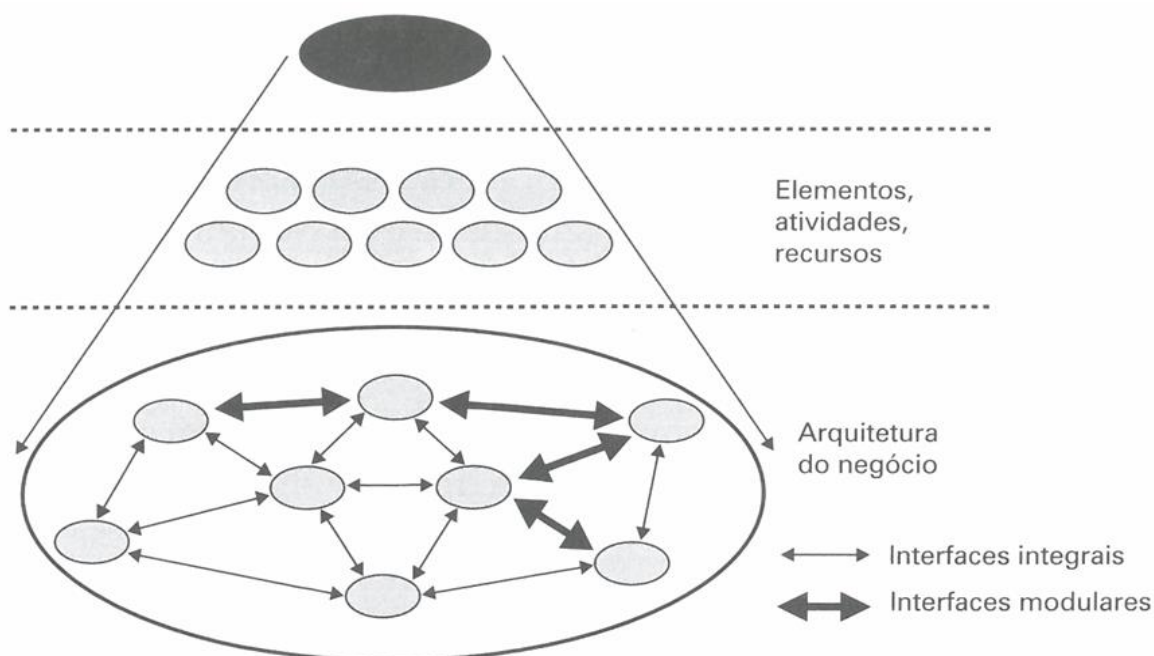 Elementos,
atividades,
recursos
Arquitetura
do negócio
Interfaces integrais
Interfaces modulares